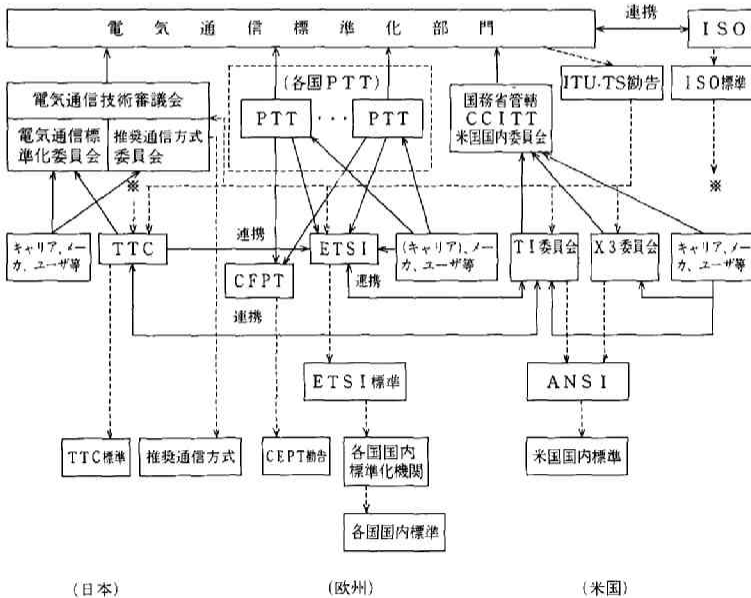 電気通信標準化部門
連携
ISO
(各国PTT)
ITU·TS勧告
ISO標準
電気通信技術審議会
電気通信標
準化委員会
推奨通信方式
委員会
PTT
・・・
PTT
国務省管轄
CCITT
米国国内委員会
※
※
キャリア、メー
カ、ユーザ等
TTC
連携
ETSI
(キャリア)、メー
カ、ユーザ等
TI委員会
X3委員会
キャリア、メー
カ、ユーザ等
CFPT
連携
連携
ETSI標準
ANSI
TTC標準
推奨通信方式
CEPT勧告
各国国内
標準化機関
米国国内標準
各国国内標準
(日本)
(欧州)
(米国)